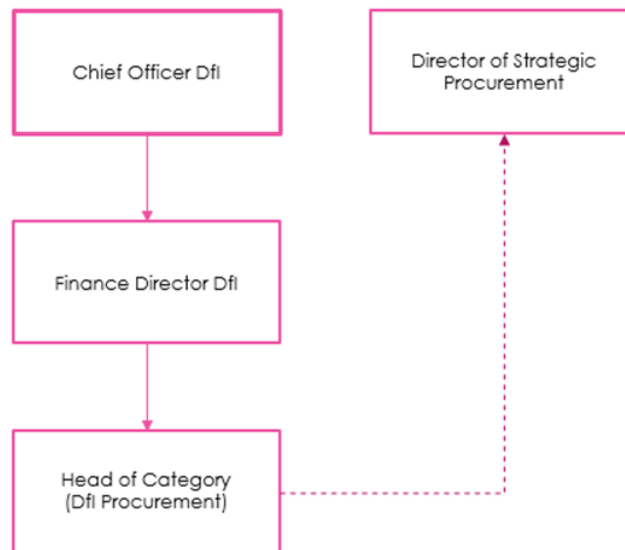 Chief Officer DfI
Director of Strategic
Procurement
Finance Director DfI
Head of Category
(DfI Procurement)